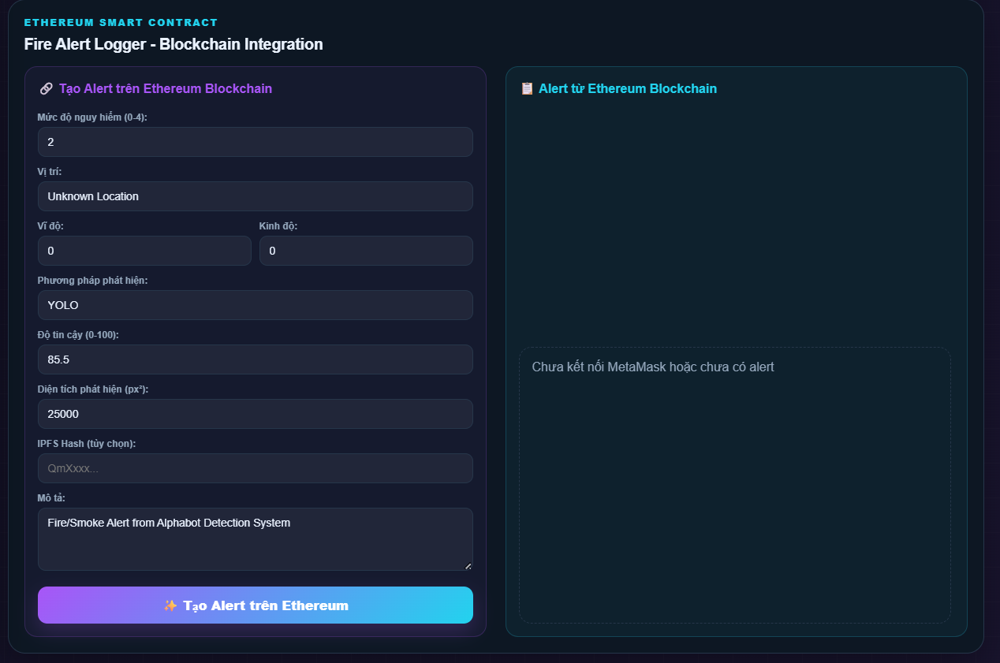 ETHEREUM SMART CONTRACT
Fire Alert Logger - Blockchain Integration
🔗 Tạo Alert trên Ethereum Blockchain
Mức độ nguy hiểm (0-4):
2
Vị trí:
Unknown Location
Vĩ độ:
Kinh độ:
0
0
Phương pháp phát hiện:
YOLO
Độ tin cậy (0-100):
85.5
Diện tích phát hiện (px²):
25000
IPFS Hash (tùy chọn):
QmXxxx...
Mô tả:
Fire/Smoke Alert from Alphabot Detection System
✨ Tạo Alert trên Ethereum
📋 Alert từ Ethereum Blockchain
Chưa kết nối MetaMask hoặc chưa có alert